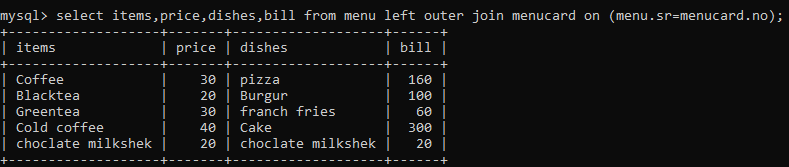 mysql> select items,price,dishes,bill from menu left outer join menucard on (menu.sr=menucard.no);
+-------------------+-------+-------------------+------+
| items             | price | dishes            | bill |
+-------------------+-------+-------------------+------+
| Coffee            |    30 | pizza             |  160 |
| Blacktea          |    20 | Burgur            |  100 |
| Greentea          |    30 | franch fries      |   60 |
| Cold coffee       |    40 | Cake              |  300 |
| choclate milkshek |    20 | choclate milkshek |   20 |
+-------------------+-------+-------------------+------+